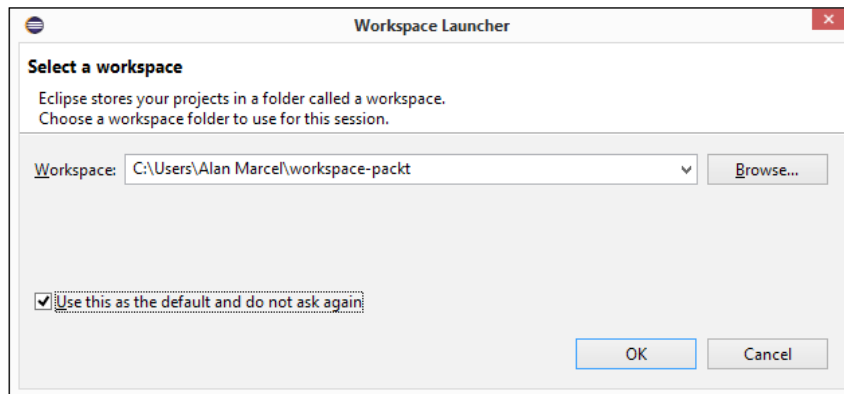 Workspace Launcher
Select a workspace
Eclipse stores your projects in a folder called a workspace.
Choose a workspace folder to use for this session.
Workspace: C:\Users\Alan Marcel\workspace-packt Browse...
Use this as the default and do not ask again
OK Cancel